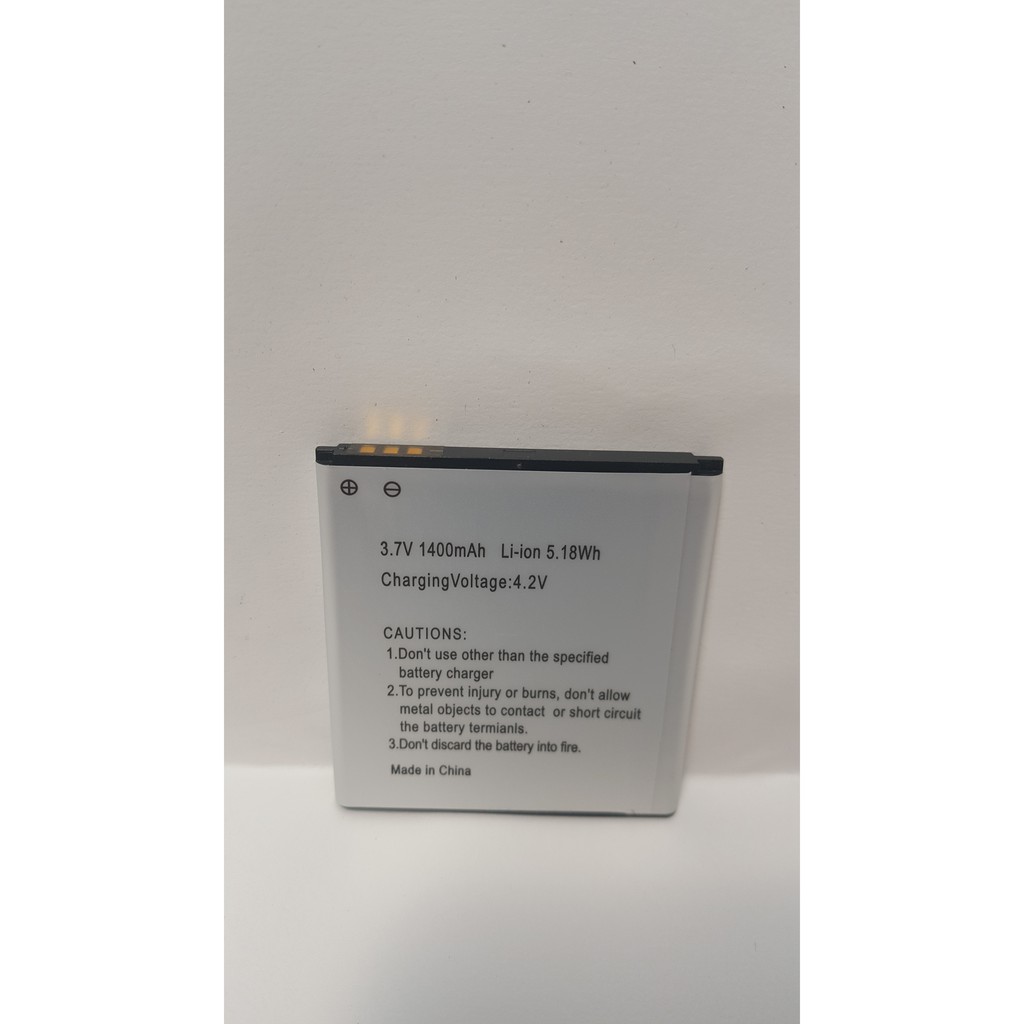 ⊕ ⊖
3.7V 1400mAh Li-ion 5.18Wh
ChargingVoltage:4.2V
CAUTIONS:
1.Don't use other than the specified
battery charger
2.To prevent injury or burns, don't allow
metal objects to contact or short circuit
the battery termianls.
3.Don't discard the battery into fire.
Made in China